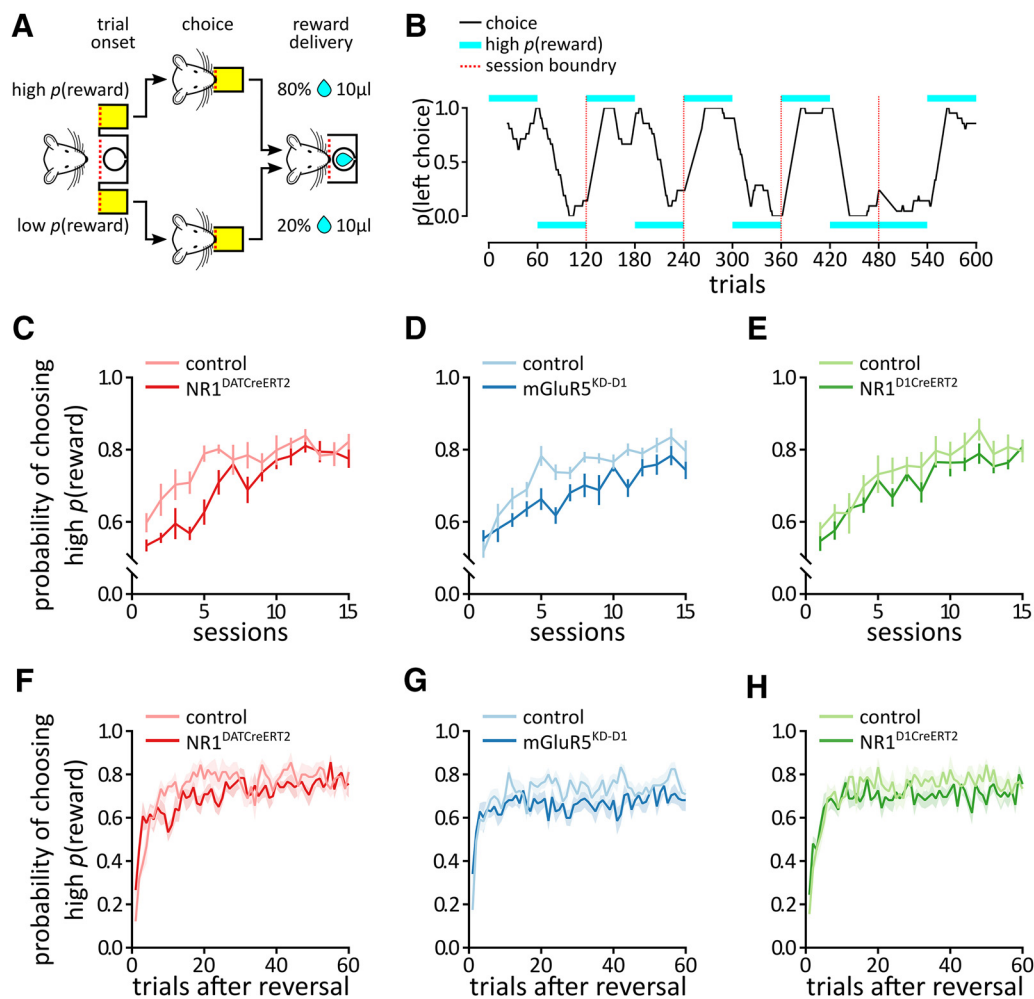 A
trial onset
choice
reward delivery
high p(reward)
80% 10µl
low p(reward)
20% 10µl
B
choice
high p(reward)
session boundry
p(left choice)
1.0
0.5
0.0
0 60 120 180 240 300 360 420 480 540 600
trials
C
control
NR1DATCreERT2
probability of choosing
high p(reward)
1.0
0.8
0.6
0.0
0 5 10 15
sessions
D
control
mGluR5KD-D1
1.0
0.8
0.6
0.0
0 5 10 15
sessions
E
control
NR1D1CreERT2
1.0
0.8
0.6
0.0
0 5 10 15
sessions
F
control
NR1DATCreERT2
probability of choosing
high p(reward)
1.0
0.8
0.6
0.4
0.2
0.0
0 20 40 60
trials after reversal
G
control
mGluR5KD-D1
1.0
0.8
0.6
0.4
0.2
0.0
0 20 40 60
trials after reversal
H
control
NR1D1CreERT2
1.0
0.8
0.6
0.4
0.2
0.0
0 20 40 60
trials after reversal